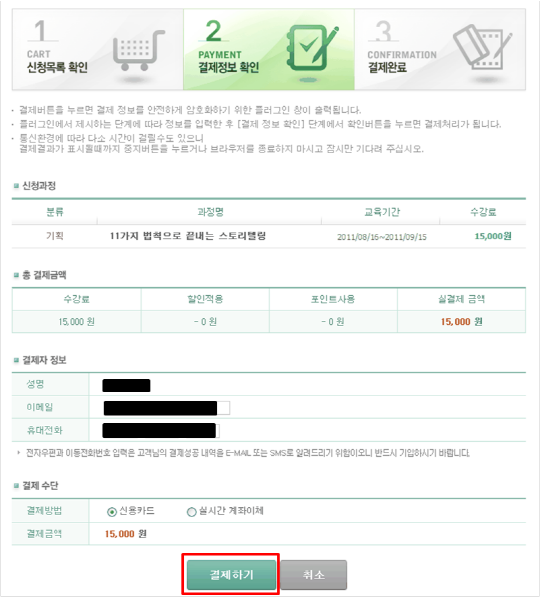 1
CART
신청목록 확인
2
PAYMENT
결제정보 확인
3
CONFIRMATION
결제완료
· 결제버튼을 누르면 결제 정보를 안전하게 암호화하기 위한 플러그인 창이 출력됩니다.
· 플러그인에서 제시하는 단계에 따라 정보를 입력한 후 [결제 정보 확인] 단계에서 확인버튼을 누르면 결제처리가 됩니다.
· 통신환경에 따라 다소 시간이 걸릴수도 있으니
결제결과가 표시될때까지 중지버튼을 누르거나 브라우저를 종료하지 마시고 잠시만 기다려 주십시오.
신청과정
분류 과정명 교육기간 수강료
기획 11가지 법칙으로 끝내는 스토리텔링 2011/08/16~2011/09/15 15,000원
총 결제금액
수강료 할인적용 포인트사용 실결제 금액
15,000 원 - 0 원 - 0 원 15,000 원
결제자 정보
성명
이메일
휴대전화
전자우편과 이동전화번호 입력은 고객님의 결제성공 내역을 E-MAIL 또는 SMS로 알려드리기 위함이오니 반드시 기입하시기 바랍니다.
결제 수단
결제방법 신용카드 실시간 계좌이체
결제금액 15,000 원
결제하기 취소